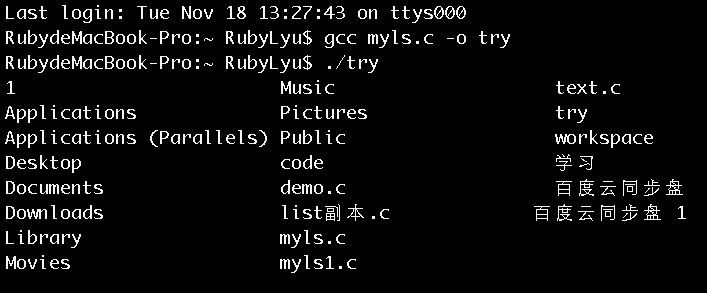 Last login: Tue Nov 18 13:27:43 on ttys000
RubydeMacBook-Pro:~ RubyLyu$ gcc myls.c -o try
RubydeMacBook-Pro:~ RubyLyu$ ./try
1 Music text.c
Applications Pictures try
Applications (Parallels) Public workspace
Desktop code 学习
Documents demo.c 百度云同步盘
Downloads list副本.c 百度云同步盘 1
Library myls.c
Movies myls1.c